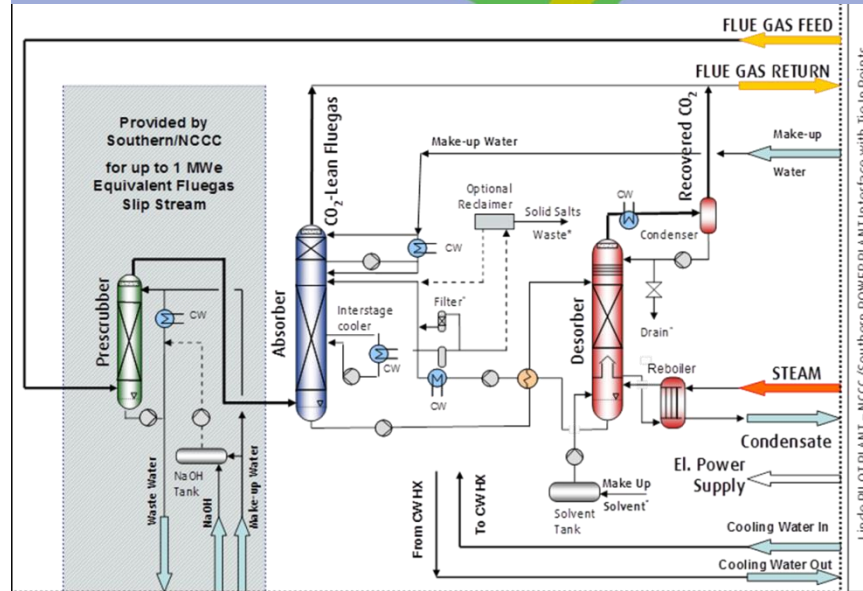 FLUE GAS FEED
FLUE GAS RETURN
Provided by
Southern/NCCC
for up to 1 MWe
Equivalent Fluegas
Slip Stream
CO2-Lean Fluegas
Recovered CO2
Make-up
Water
Make-up Water
Optional
Reclaimer
Solid Salts
Waste*
CW
CW
Condenser
Prescrubber
CW
Absorber
Interstage
cooler
CW
Filter*
CW
Desorber
Drain*
Reboiler
STEAM
Condensate
El. Power
Supply
NaOH
Tank
Waste Water
NaOH
Make-up Water
From CW HX
To CW HX
Solvent
Tank
Make Up
Solvent*
Cooling Water In
Cooling Water Out